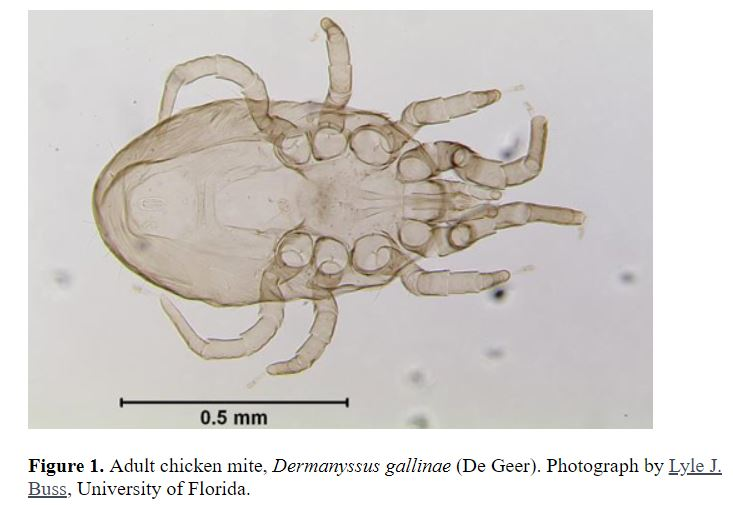 0.5 mm
Figure 1. Adult chicken mite, Dermanyssus gallinae (De Geer). Photograph by Lyle J.
Buss, University of Florida.